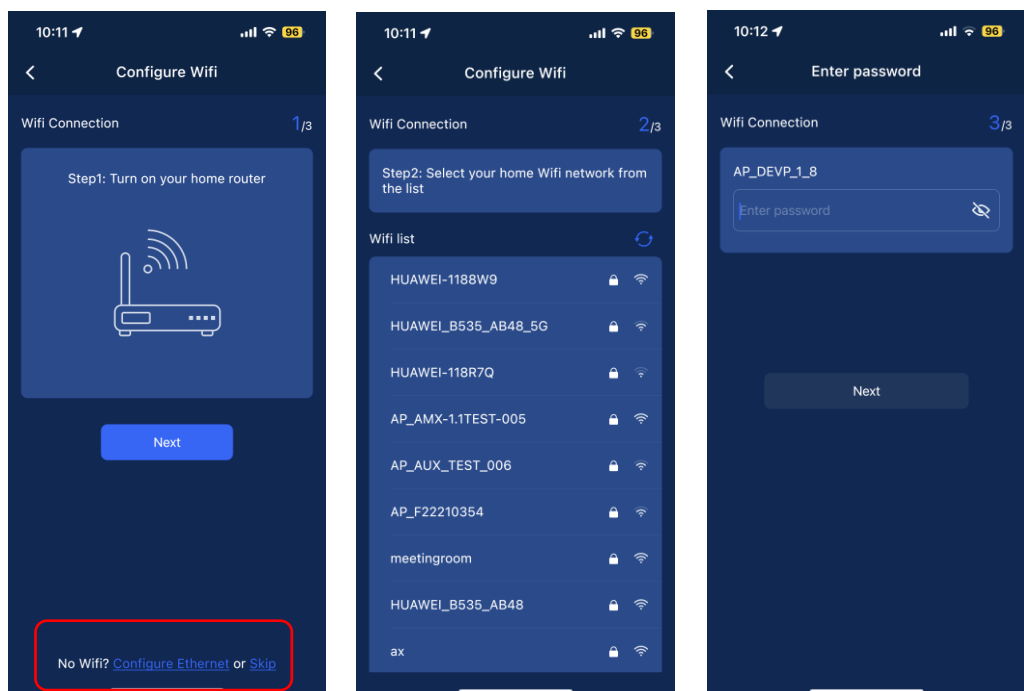 10:11
96
Configure Wifi
Wifi Connection
1/3
Step1: Turn on your home router
Next
No Wifi? Configure Ethernet or Skip
10:11
96
Configure Wifi
Wifi Connection
2/3
Step2: Select your home Wifi network from
the list
Wifi list
HUAWEI-1188W9
HUAWEI_B535_AB48_5G
HUAWEI-118R7Q
AP_AMX-1.1TEST-005
AP_AUX_TEST_006
AP_F22210354
meetingroom
HUAWEI_B535_AB48
ax
10:12
96
Enter password
Wifi Connection
3/3
AP_DEVP_1_8
Enter password
Next